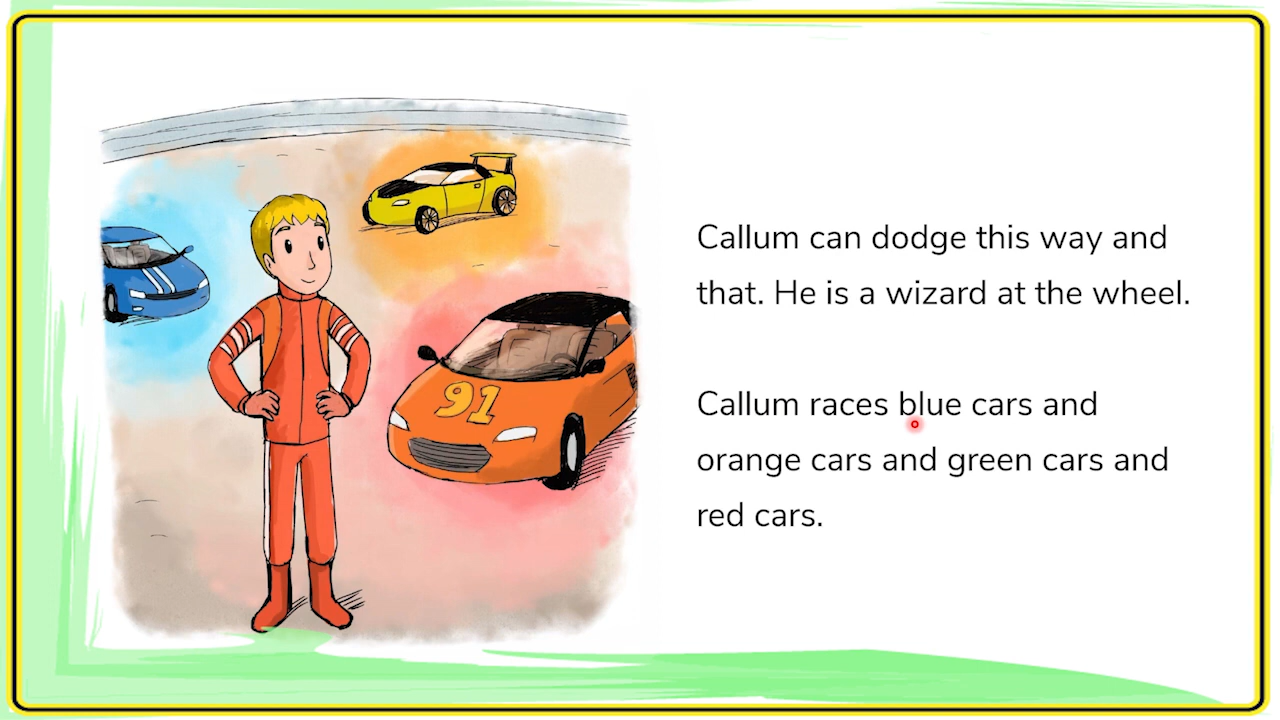 91
Callum can dodge this way and
that. He is a wizard at the wheel.
Callum races blue cars and
orange cars and green cars and
red cars.